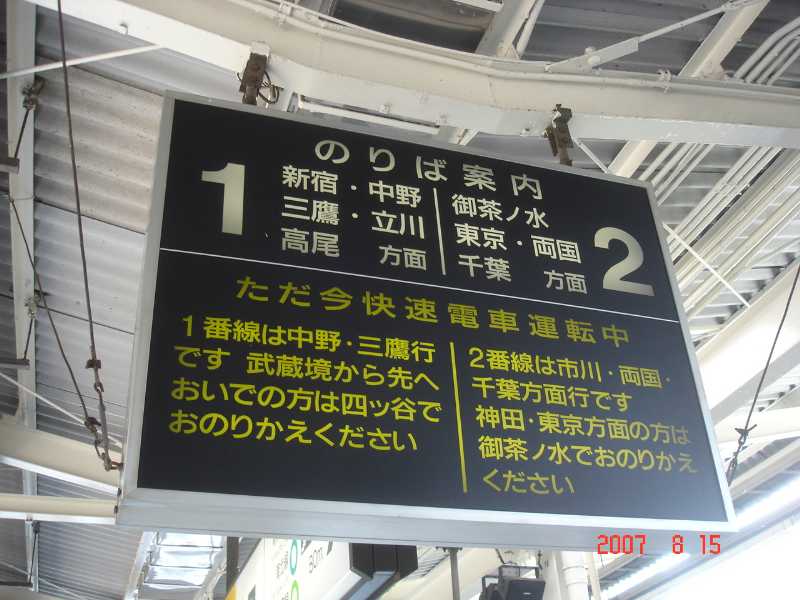 のりば案内
1
新宿・中野
三鷹・立川
高尾 方面
御茶ノ水
東京・両国
千葉 方面
2
ただ今快速電車運転中
1番線は中野・三鷹行
です 武蔵境から先へ
おいでの方は四ッ谷で
おのりかえください
2番線は市川・両国・
千葉方面行です
神田・東京方面の方は
御茶ノ水でおのりかえ
ください
2007 8 15
80m